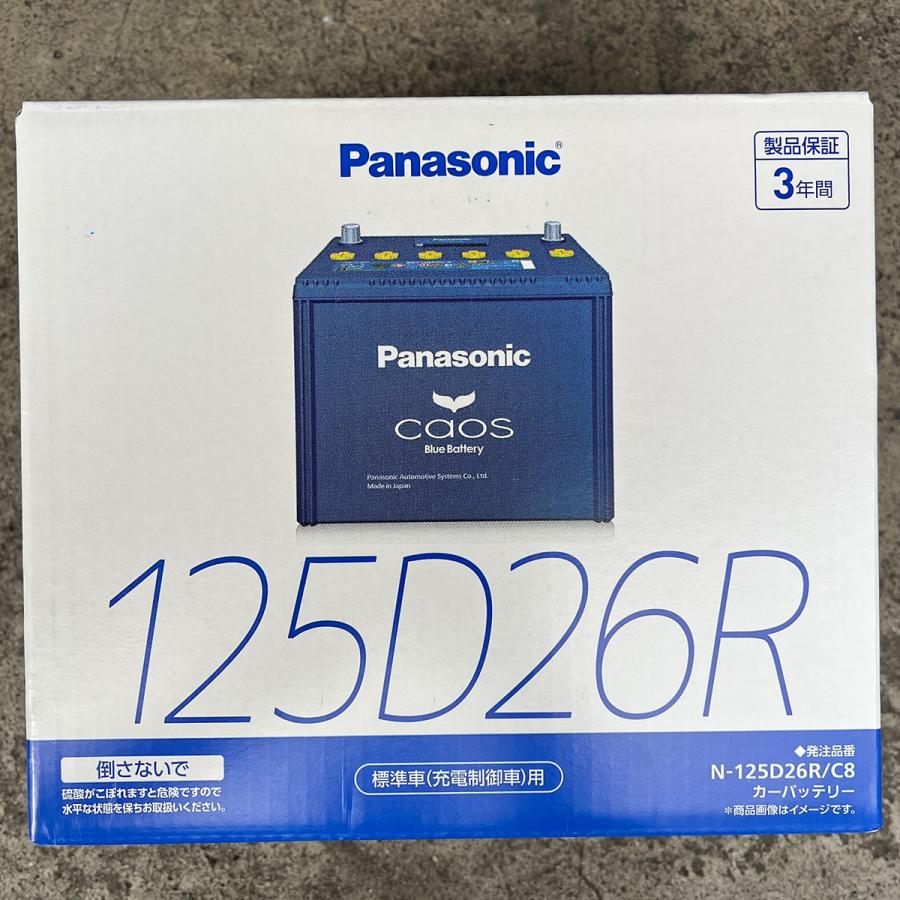 Panasonic®
製品保証
3年間
Panasonic
Panasonic
caos
Blue Battery
Panasonic Automotive Systems Co., Ltd.
Made in Japan
125D26R
倒さないで
硫酸がこぼれますと危険ですので
水平な状態を保ちお取扱いください。
標準車(充電制御車)用
◆発注品番
N-125D26R/C8
カーバッテリー
※商品画像はイメージです。